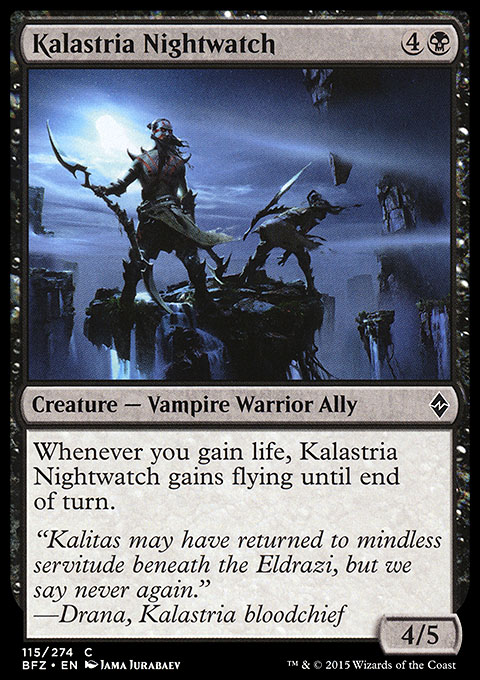 Kalastria Nightwatch 4
Creature — Vampire Warrior Ally
Whenever you gain life, Kalastria
Nightwatch gains flying until end
of turn.
“Kalitas may have returned to mindless
servitude beneath the Eldrazi, but we
say never again.”
—Drana, Kalastria bloodchief
4/5
115/274 C
BFZ • EN Jama Jurabaev
™ & © 2015 Wizards of the Coast